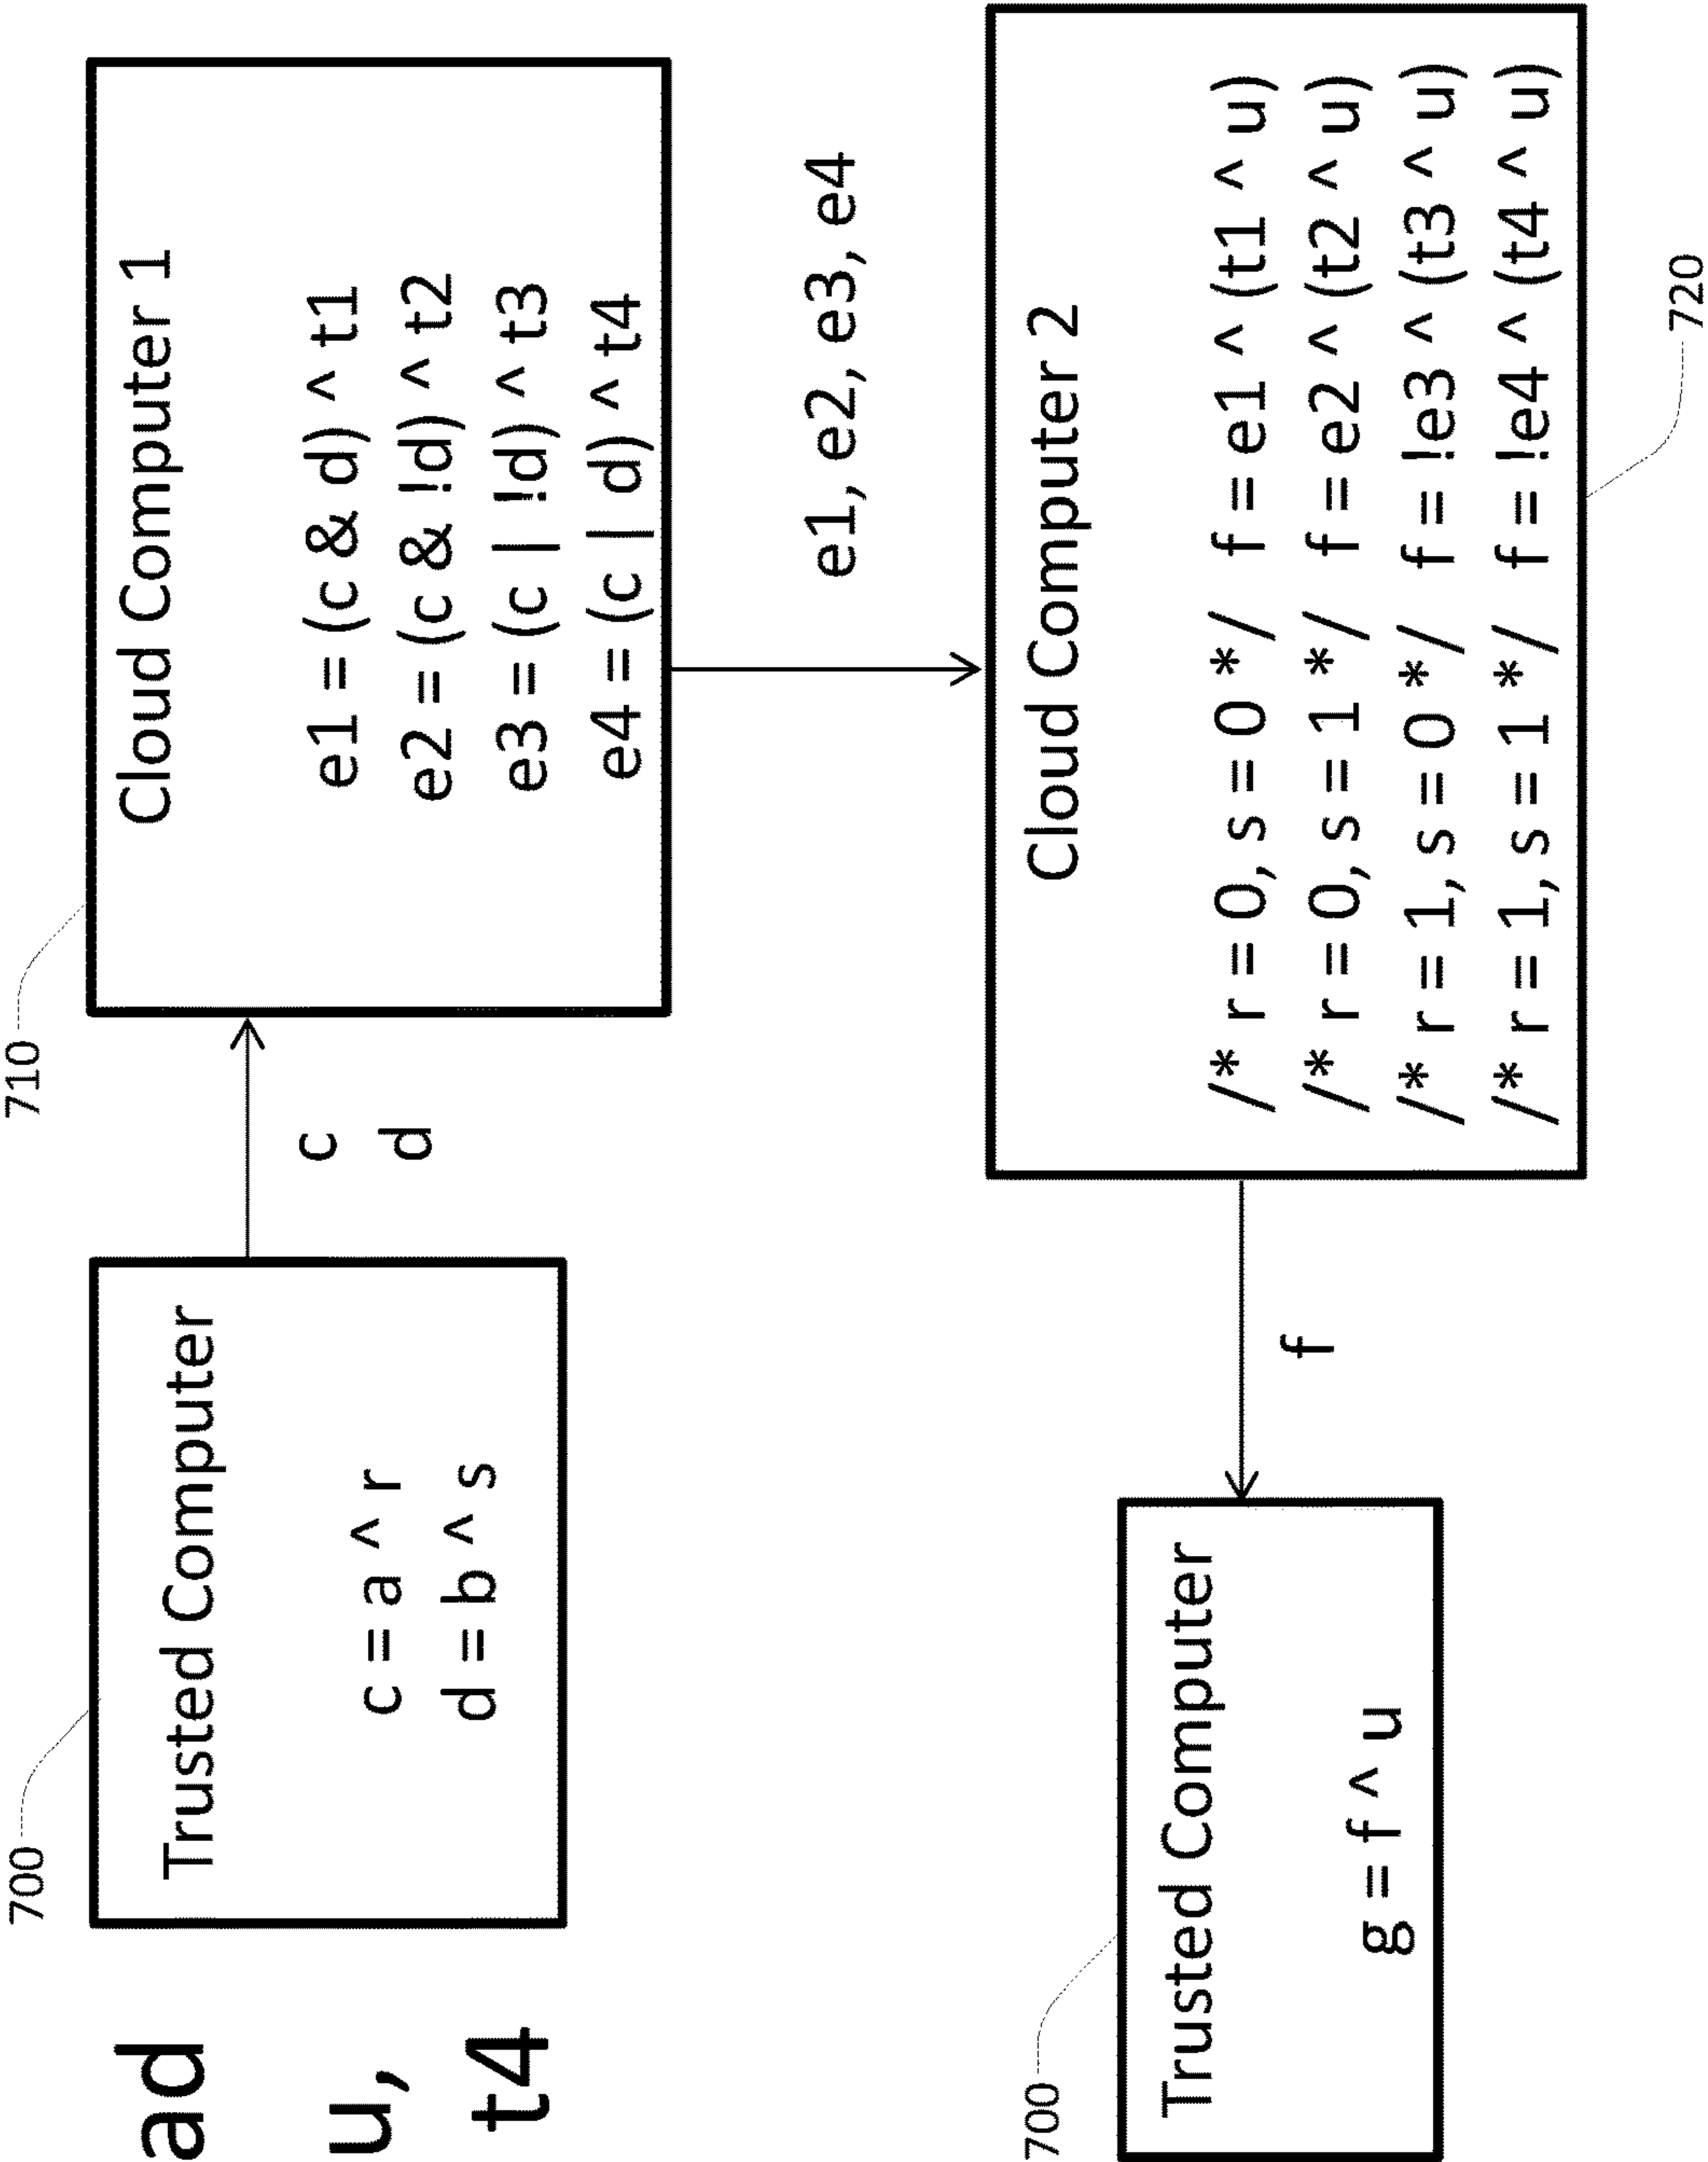 ad
u,
t4
700
Trusted Computer
c = a ^ r
d = b ^ s
c
d
710
Cloud Computer 1
e1 = (c & d) ^ t1
e2 = (c & !d) ^ t2
e3 = (c | !d) ^ t3
e4 = (c | d) ^ t4
e1, e2, e3, e4
Cloud Computer 2
/* r = 0, s = 0 */ f = e1 ^ (t1 ^ u)
/* r = 0, s = 1 */ f = e2 ^ (t2 ^ u)
/* r = 1, s = 0 */ f = !e3 ^ (t3 ^ u)
/* r = 1, s = 1 */ f = !e4 ^ (t4 ^ u)
720
f
700
Trusted Computer
g = f ^ u